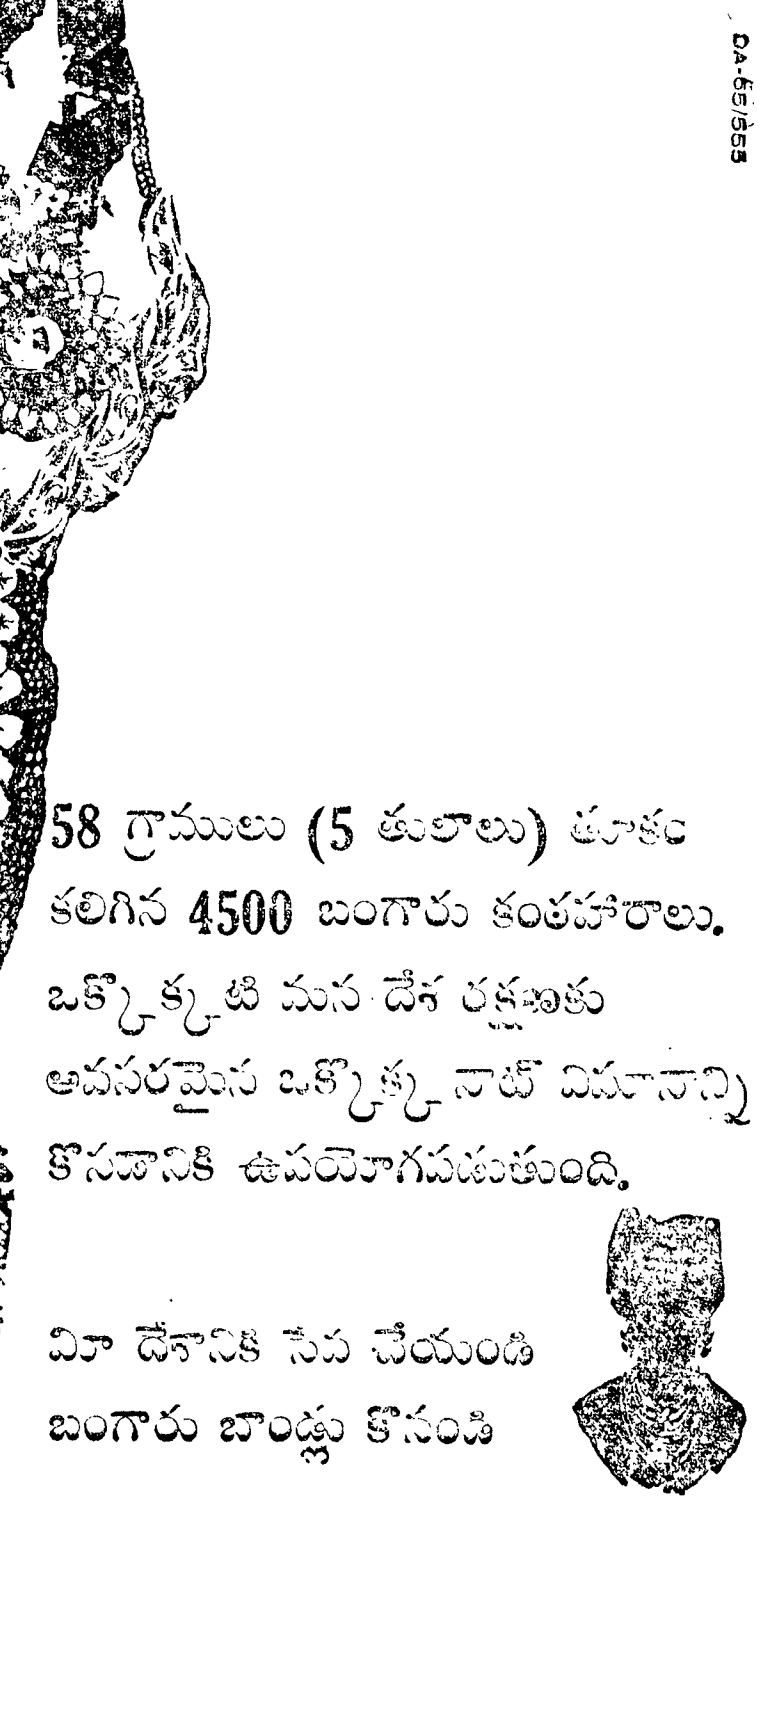 DA-65/555
58 గ్రాములు (5 తులాలు) తూకం
కలిగిన 4500 బంగారు కంఠహారాలు.
ఒక్కొక్కటి మన దేశ రక్షణకు
అవసరమైన ఒక్కొక్క నాట్ విమానాన్ని
కొనడానికి ఉపయోగపడుతుంది.
మీ దేశానికి సేవ చేయండి
బంగారు బాండ్లు కొనండి